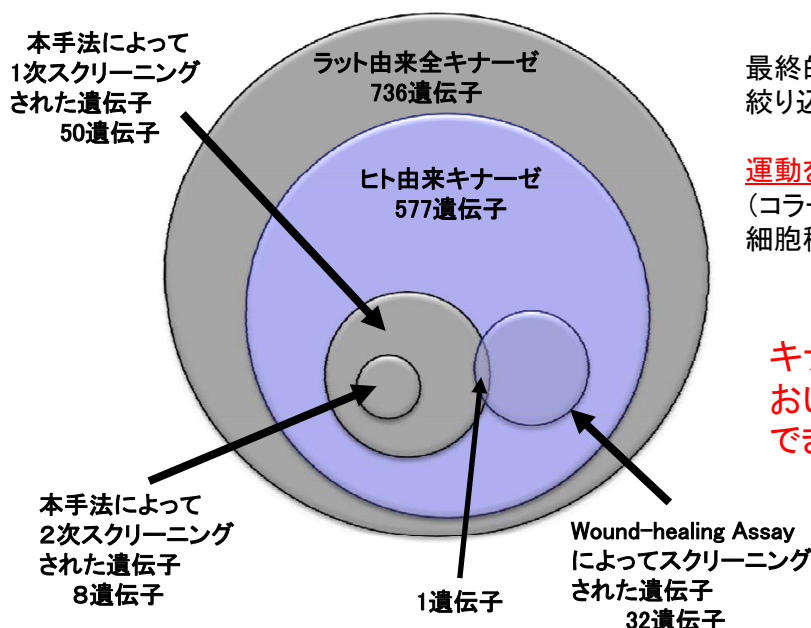 本手法によって
1次スクリーニング
された遺伝子
50遺伝子
ラット由来全キナーゼ
736遺伝子
ヒト由来キナーゼ
577遺伝子
本手法によって
２次スクリーニング
された遺伝子
８遺伝子
1遺伝子
Wound-healing Assay
によってスクリーニング
された遺伝子
32遺伝子
最終的
絞り込
運動を
（コラー
細胞種
キナ
おい
でき